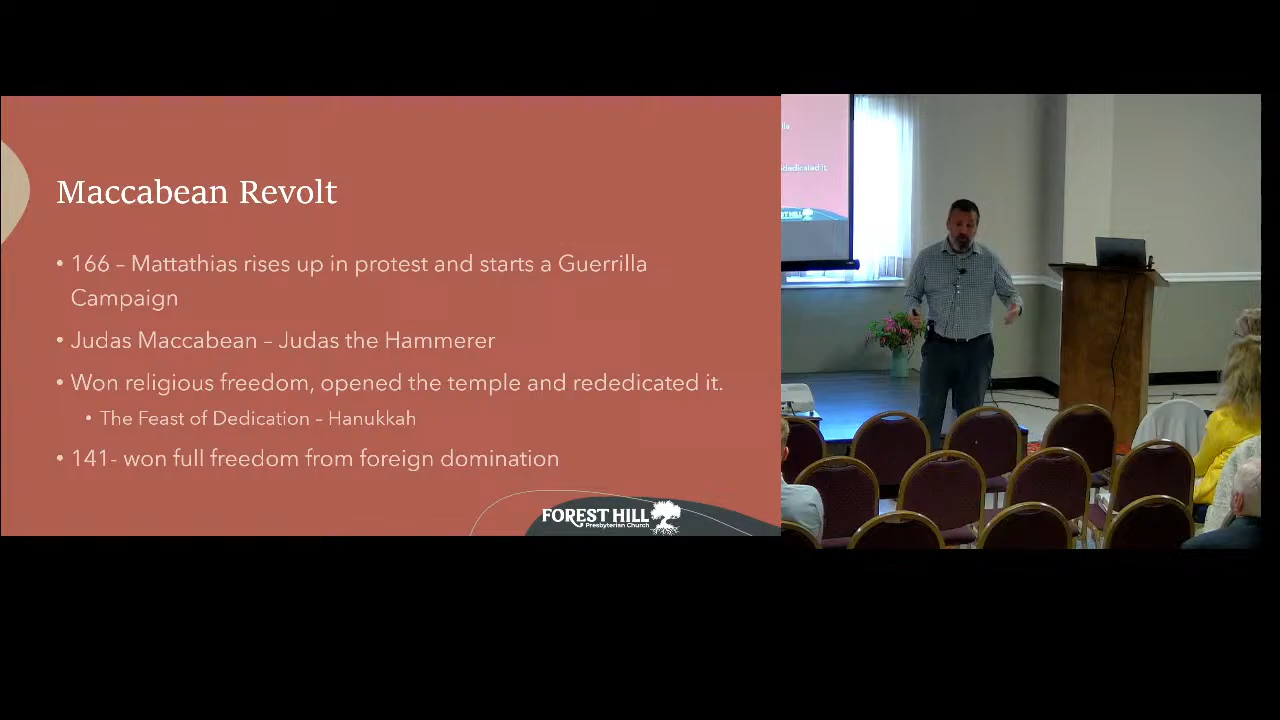 Maccabean Revolt
• 166 – Mattathias rises up in protest and starts a Guerrilla
Campaign
• Judas Maccabean – Judas the Hammerer
• Won religious freedom, opened the temple and rededicated it.
• The Feast of Dedication – Hanukkah
• 141- won full freedom from foreign domination
FOREST HILL
Presbyterian Church
dedicated it.